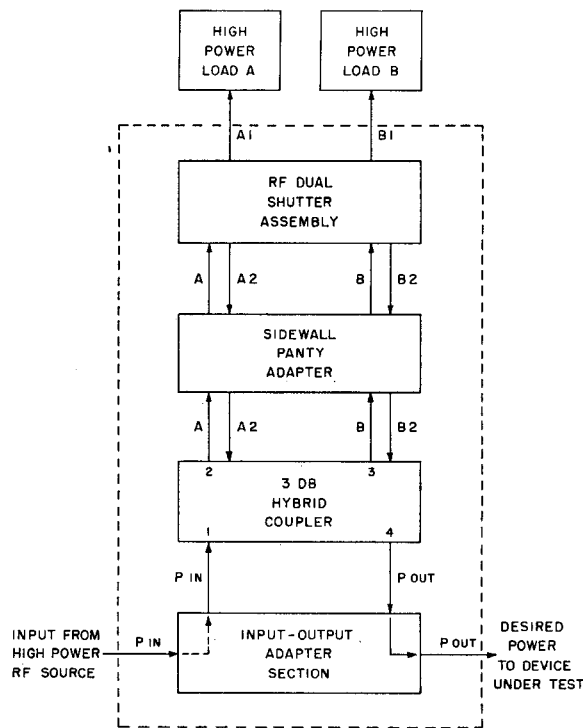 HIGH
POWER
LOAD A
HIGH
POWER
LOAD B
A1
B1
RF DUAL
SHUTTER
ASSEMBLY
A
A2
B
B2
SIDEWALL
PANTY
ADAPTER
A
A2
B
B2
2
3
3 DB
HYBRID
COUPLER
1
4
P IN
P OUT
INPUT FROM
HIGH POWER
RF SOURCE
P IN
INPUT-OUTPUT
ADAPTER
SECTION
P OUT
DESIRED
POWER
TO DEVICE
UNDER TEST